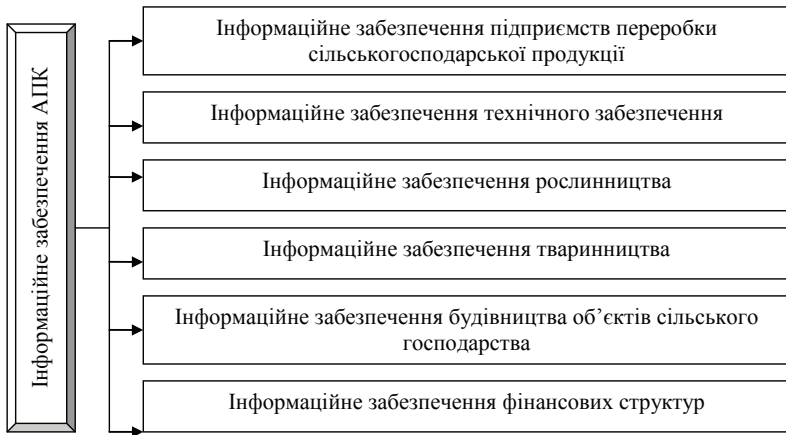 Інформаційне забезпечення АПК
Інформаційне забезпечення підприємств переробки
сільськогосподарської продукції
Інформаційне забезпечення технічного забезпечення
Інформаційне забезпечення рослинництва
Інформаційне забезпечення тваринництва
Інформаційне забезпечення будівництва об’єктів сільського
господарства
Інформаційне забезпечення фінансових структур